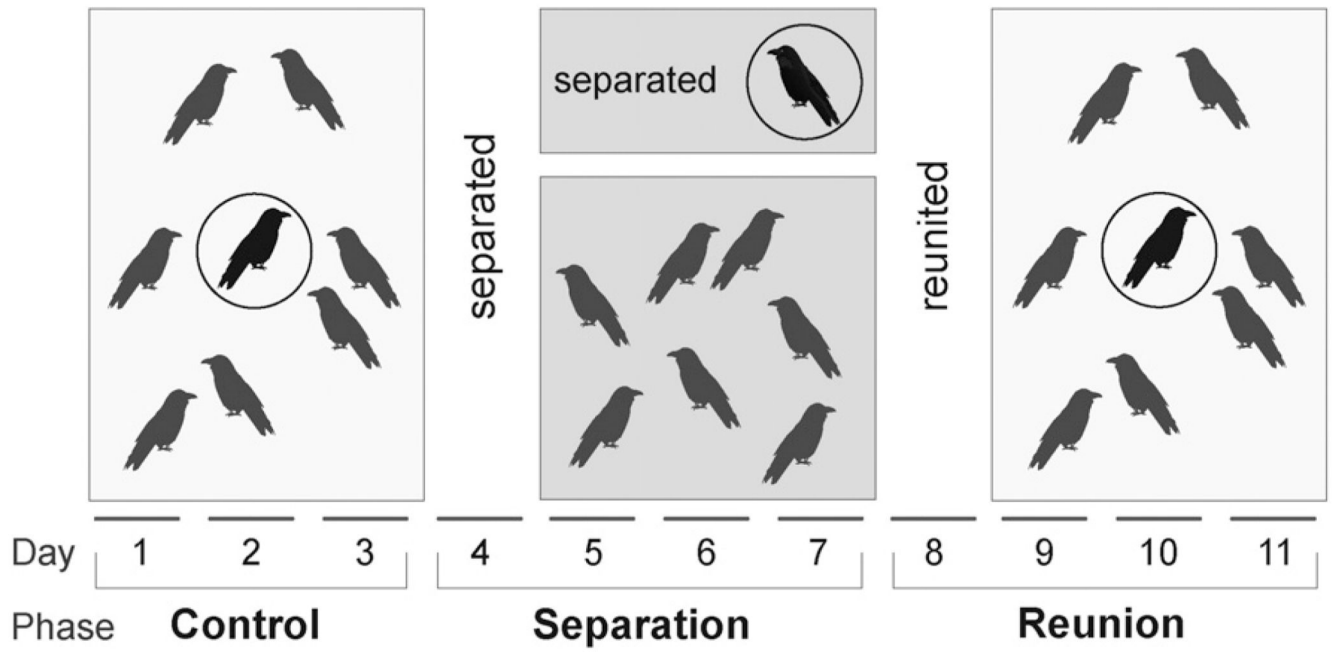 separated
separated
reunited
Day 1 2 3 4 5 6 7 8 9 10 11
Phase Control Separation Reunion